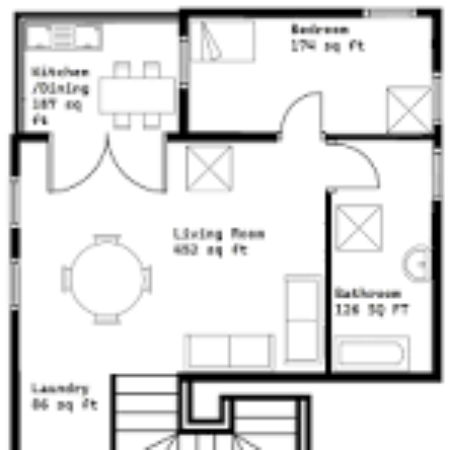 Bedroom
174 sq ft
Kitchen
/Dining
187 sq
ft
Living Room
452 sq ft
Bathroom
126 SQ FT
Laundry
86 sq ft